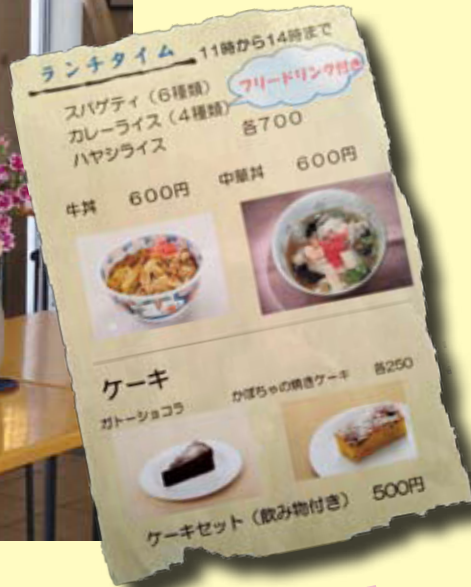 ランチタイム 11時から14時まで
スパゲティ（6種類） フリードリンク付き
カレーライス（4種類）
ハヤシライス 各700
牛丼 600円 中華丼 600円
ケーキ
ガトーショコラ かぼちゃの焼きケーキ 各250
ケーキセット（飲み物付き） 500円